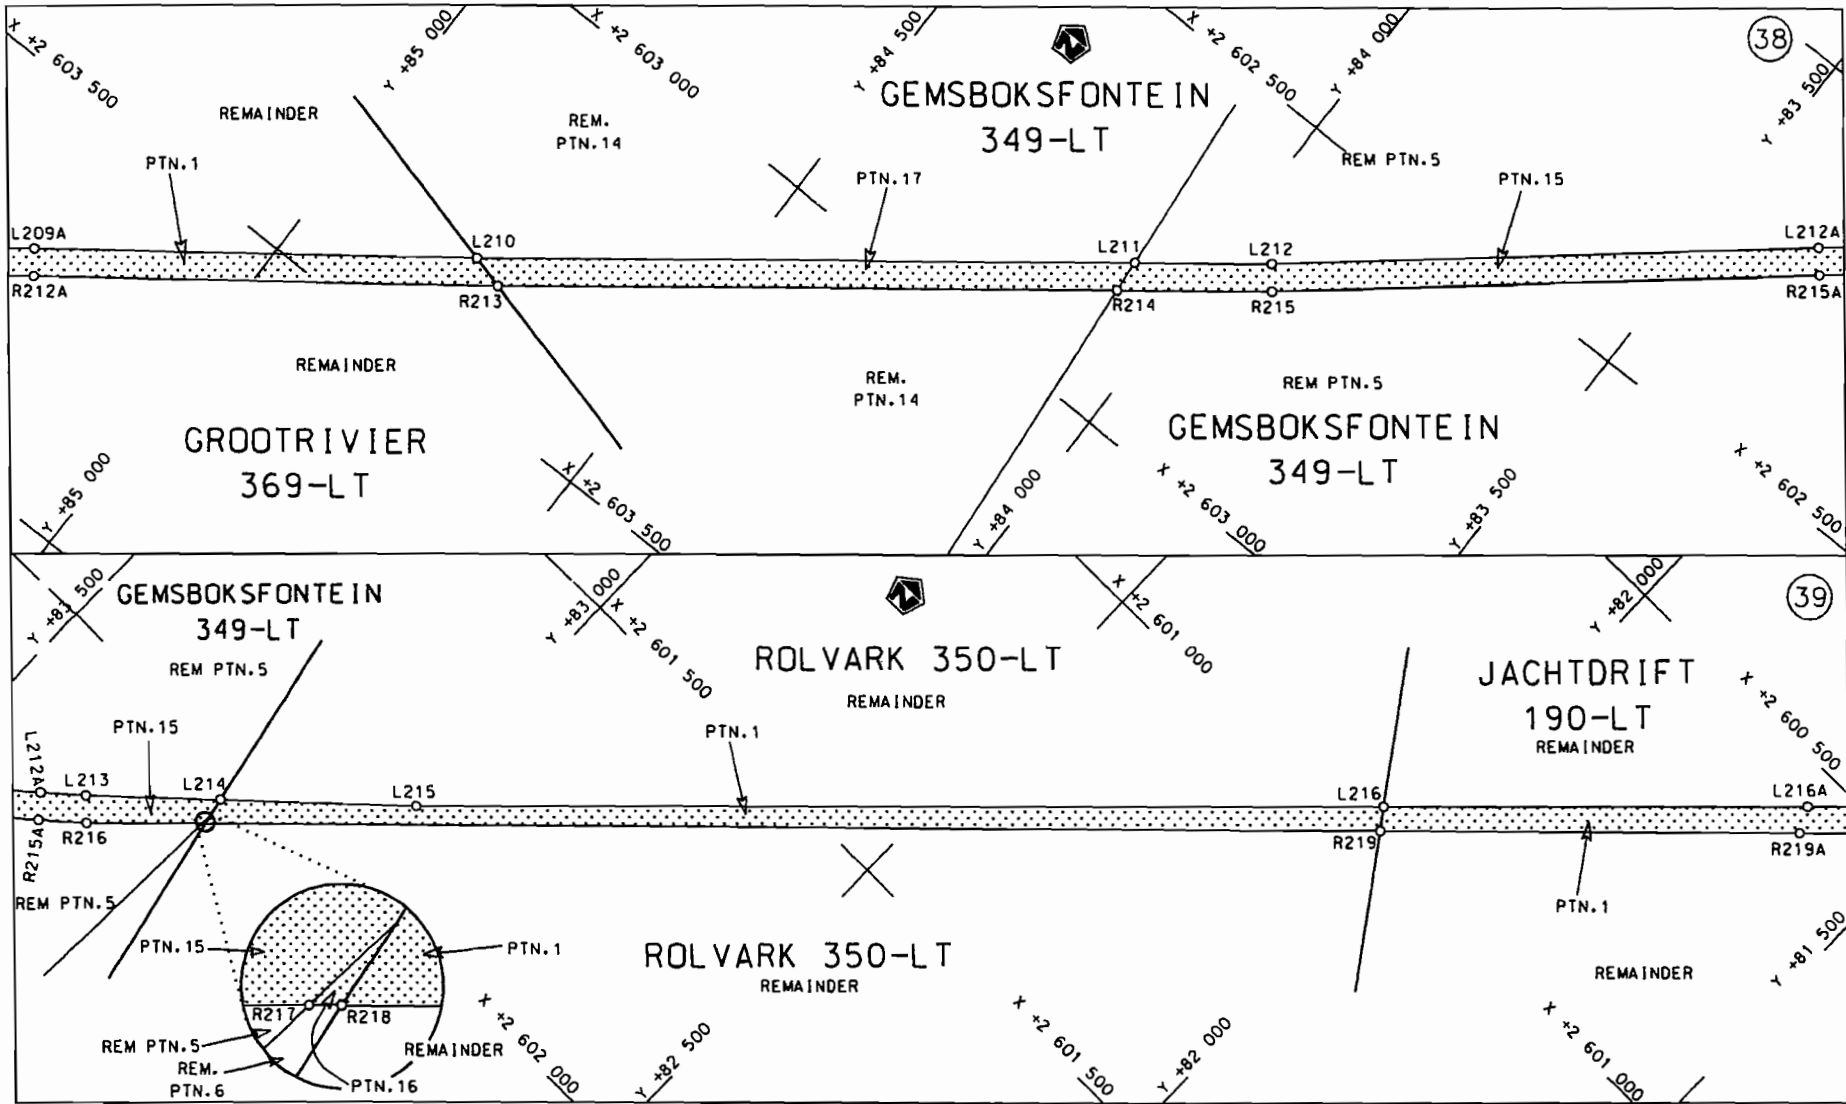 X +2 603 500
Y +85 000
X +2 603 000
Y +84 500
X +2 602 500
Y +84 000
Y +83 500
38
REMAINDER
REM.
PTN.14
GEMSBOKSFONTEIN
349-LT
REM PTN.5
PTN.1
PTN.17
PTN.15
L209A
L210
L211
L212
L212A
R212A
R213
R214
R215
R215A
REMAINDER
REM.
PTN.14
REM PTN.5
GROOTRIVIER
369-LT
GEMSBOKSFONTEIN
349-LT
Y +85 000
X +2 603 500
Y +84 000
X +2 603 000
Y +83 500
X +2 602 500
Y +83 500
GEMSBOKSFONTEIN
349-LT
REM PTN.5
Y +83 000
X +2 601 500
X +2 601 000
Y +82 000
39
ROLVARK 350-LT
REMAINDER
JACHTDRIFT
190-LT
REMAINDER
X +2 600 500
PTN.15
PTN.1
L212A
L213
L214
L215
L216
L216A
R215A
R216
R219
R219A
REM PTN.5
PTN.15
PTN.1
PTN.1
ROLVARK 350-LT
REMAINDER
REMAINDER
Y +81 500
R217
R218
REM PTN.5
REMAINDER
REM.
PTN.6
PTN.16
X +2 602 000
Y +82 500
X +2 601 500
Y +82 000
X +2 601 000